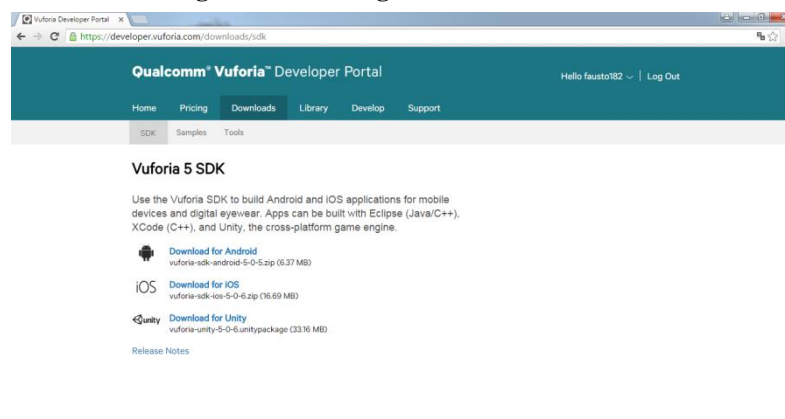 Vuforia Developer Portal
https://developer.vuforia.com/downloads/sdk
Qualcomm® Vuforia™ Developer Portal
Hello fausto182 | Log Out
Home Pricing Downloads Library Develop Support
SDK Samples Tools
Vuforia 5 SDK
Use the Vuforia SDK to build Android and iOS applications for mobile
devices and digital eyewear. Apps can be built with Eclipse (Java/C++),
XCode (C++), and Unity, the cross-platform game engine.
Download for Android
vuforia-sdk-android-5-0-5.zip (6.37 MB)
iOS Download for iOS
vuforia-sdk-ios-5-0-6.zip (16.69 MB)
unity Download for Unity
vuforia-unity-5-0-6.unitypackage (33.16 MB)
Release Notes